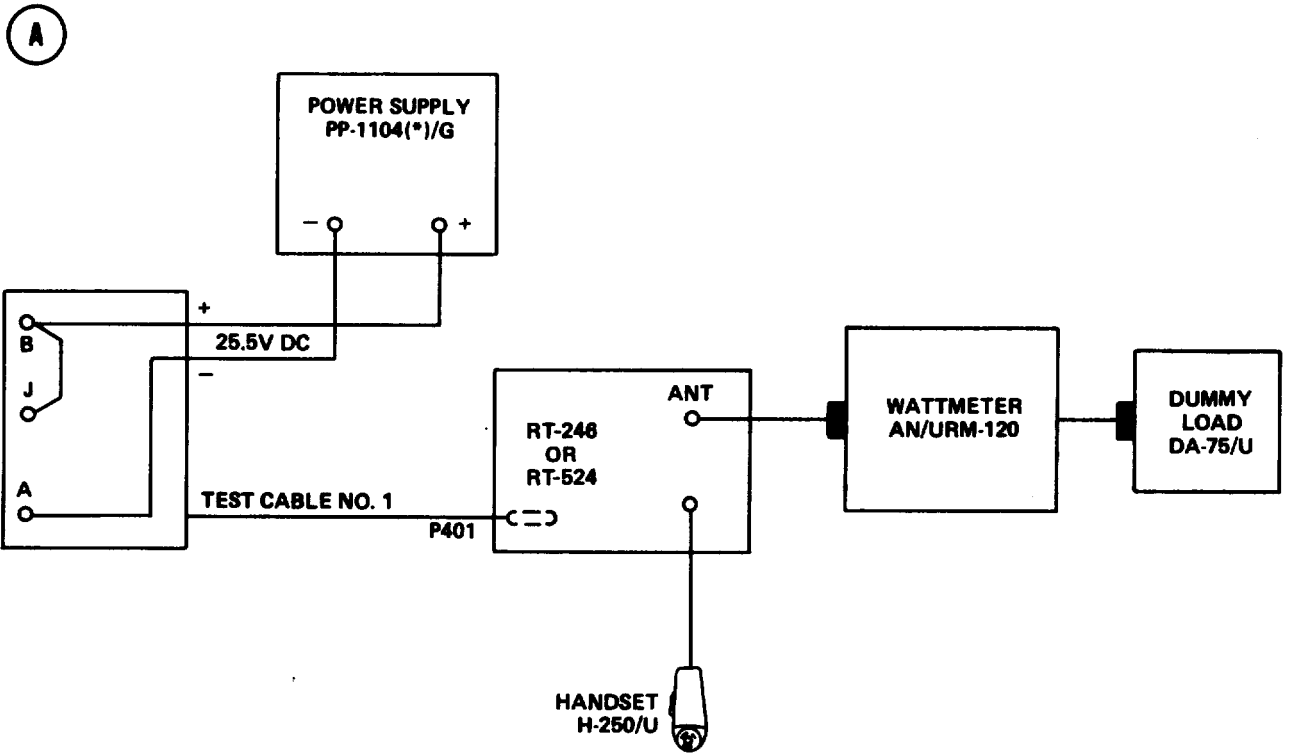 A
POWER SUPPLY
PP-1104(*)/G
− +
+
25.5V DC
−
B
J
A
TEST CABLE NO. 1
P401
RT-246
OR
RT-524
ANT
WATTMETER
AN/URM-120
DUMMY
LOAD
DA-75/U
HANDSET
H-250/U